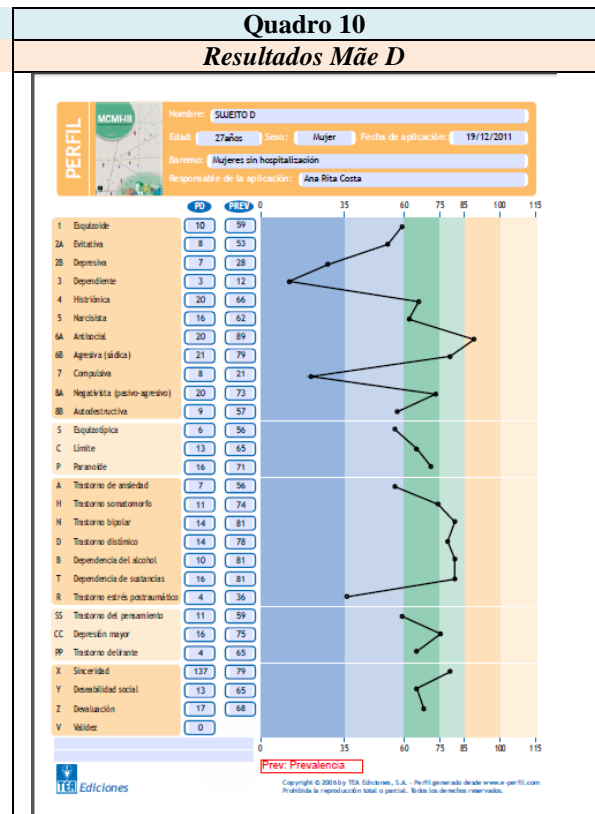 Quadro 10
Resultados Mãe D
PERFIL
MCMI-III
Nombre: SUJEITO D
Edad: 27años Sexo: Mujer Fecha de aplicación: 19/12/2011
Baremo: Mujeres sin hospitalización
Responsable de la aplicación: Ana Rita Costa
PD PREV 0 35 60 75 85 100 115
1 Esquizoide 10 59
2A Evitativa 8 53
2B Depresiva 7 28
3 Dependiente 3 12
4 Histriónica 20 66
5 Narcisista 16 62
6A Antisocial 20 89
6B Agresiva (sádica) 21 79
7 Compulsiva 8 21
8A Negativista (pasivo-agresivo) 20 73
8B Autodestructiva 9 57
S Esquizotípica 6 56
C Límite 13 65
P Paranoide 16 71
A Trastorno de ansiedad 7 56
H Trastorno somatomorfo 11 74
N Trastorno bipolar 14 81
D Trastorno distímico 14 78
B Dependencia del alcohol 10 81
T Dependencia de sustancias 16 81
R Trastorno estrés postraumático 4 36
SS Trastorno del pensamiento 11 59
CC Depresión mayor 16 75
PP Trastorno delirante 4 65
X Sinceridad 137 79
Y Deseabilidad social 13 65
Z Devaluación 17 68
V Validez 0
0 35 60 75 85 100 115
Prev: Prevalencia
TEA Ediciones
Copyright © 2006 by TEA Ediciones, S.A. - Perfil generado desde www.e-perfil.com
Prohibida la reproducción total o parcial. Todos los derechos reservados.